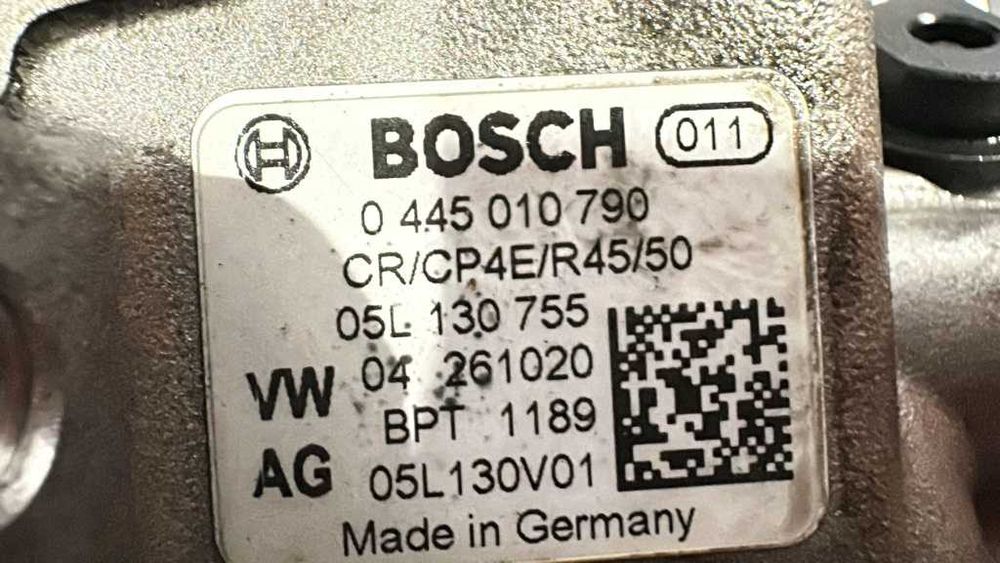 BOSCH 011
0 445 010 790
CR/CP4E/R45/50
05L 130 755
VW 04 261020
BPT 1189
AG 05L130V01
Made in Germany